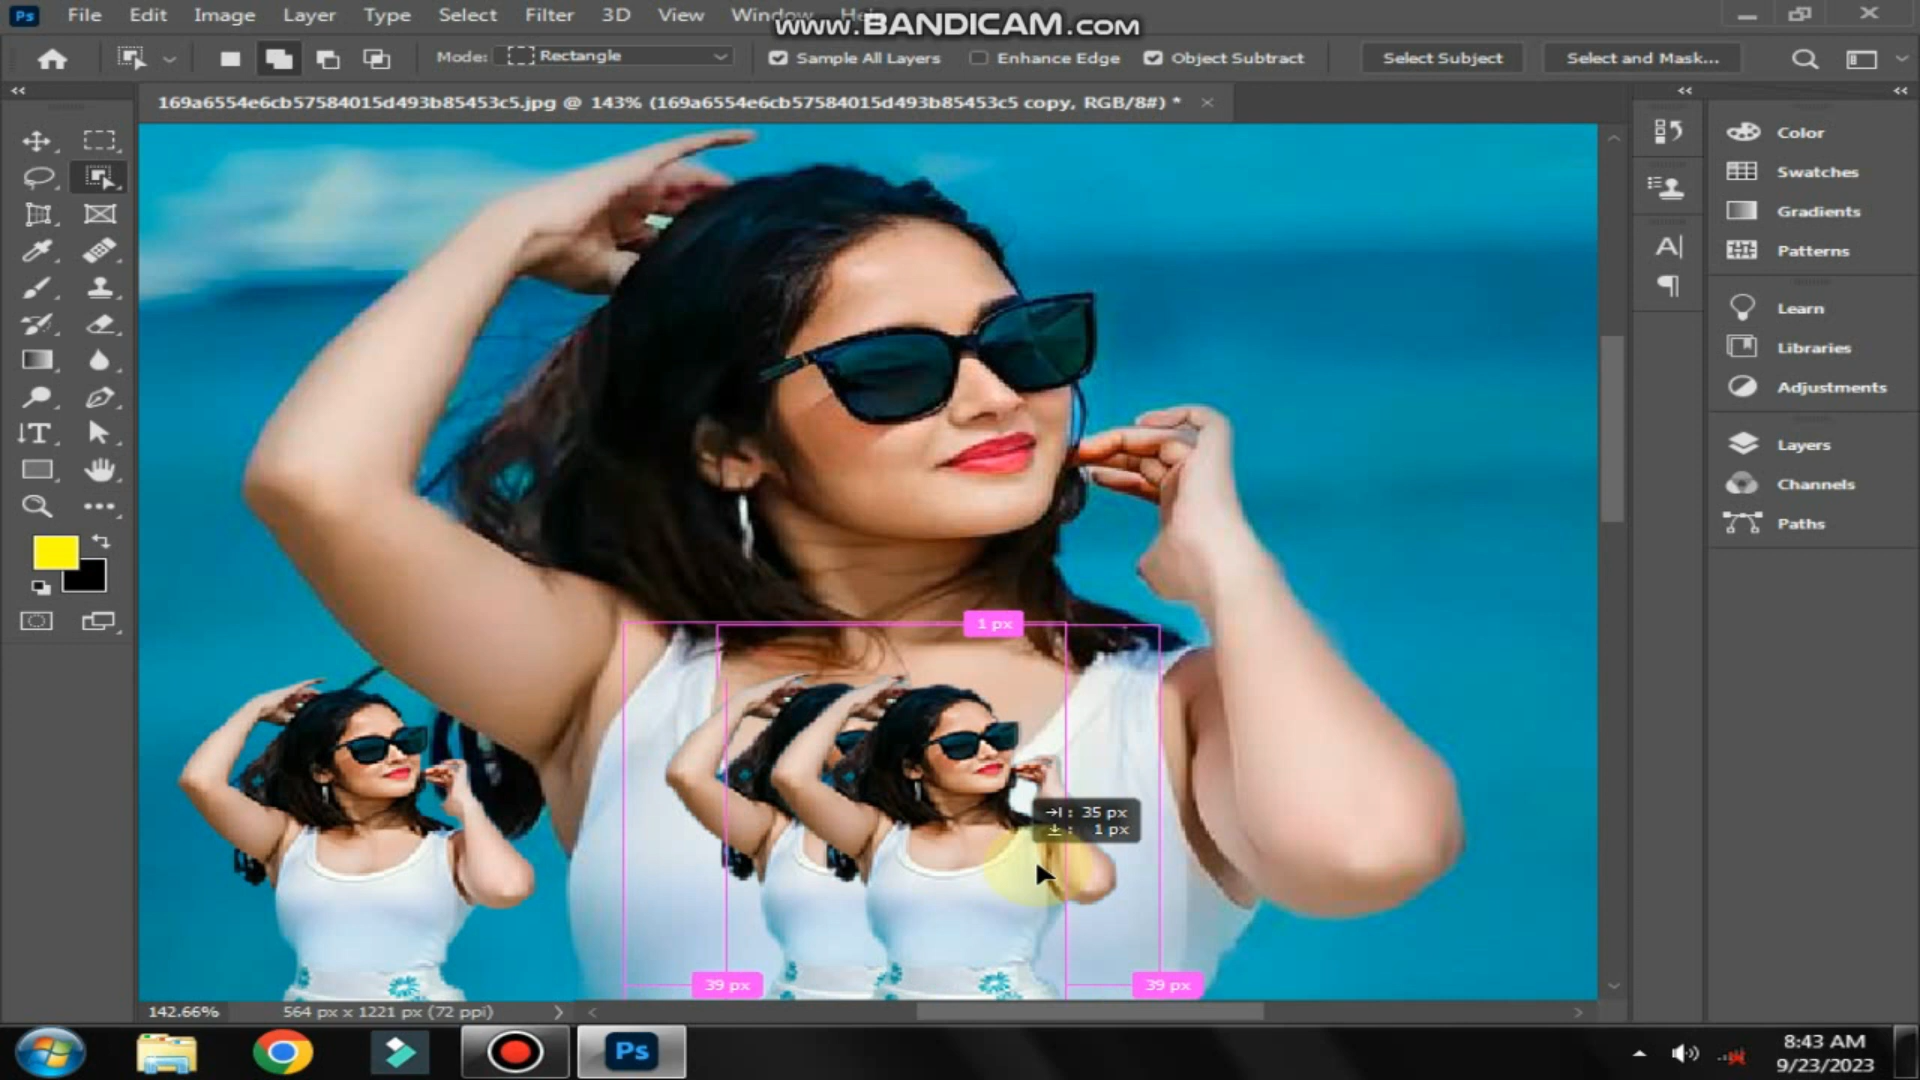 Ps File Edit Image Layer Type Select Filter 3D View Window
www.BANDICAM.com
Mode: Rectangle Sample All Layers Enhance Edge Object Subtract Select Subject Select and Mask...
169a6554e6cb57584015d493b85453c5.jpg @ 143% (169a6554e6cb57584015d493b85453c5 copy, RGB/8#) *
Color
Swatches
Gradients
Patterns
Learn
Libraries
Adjustments
Layers
Channels
Paths
1 px
35 px
1 px
39 px 39 px
142.66% 564 px x 1221 px (72 ppi)
Ps
8:43 AM
9/23/2023